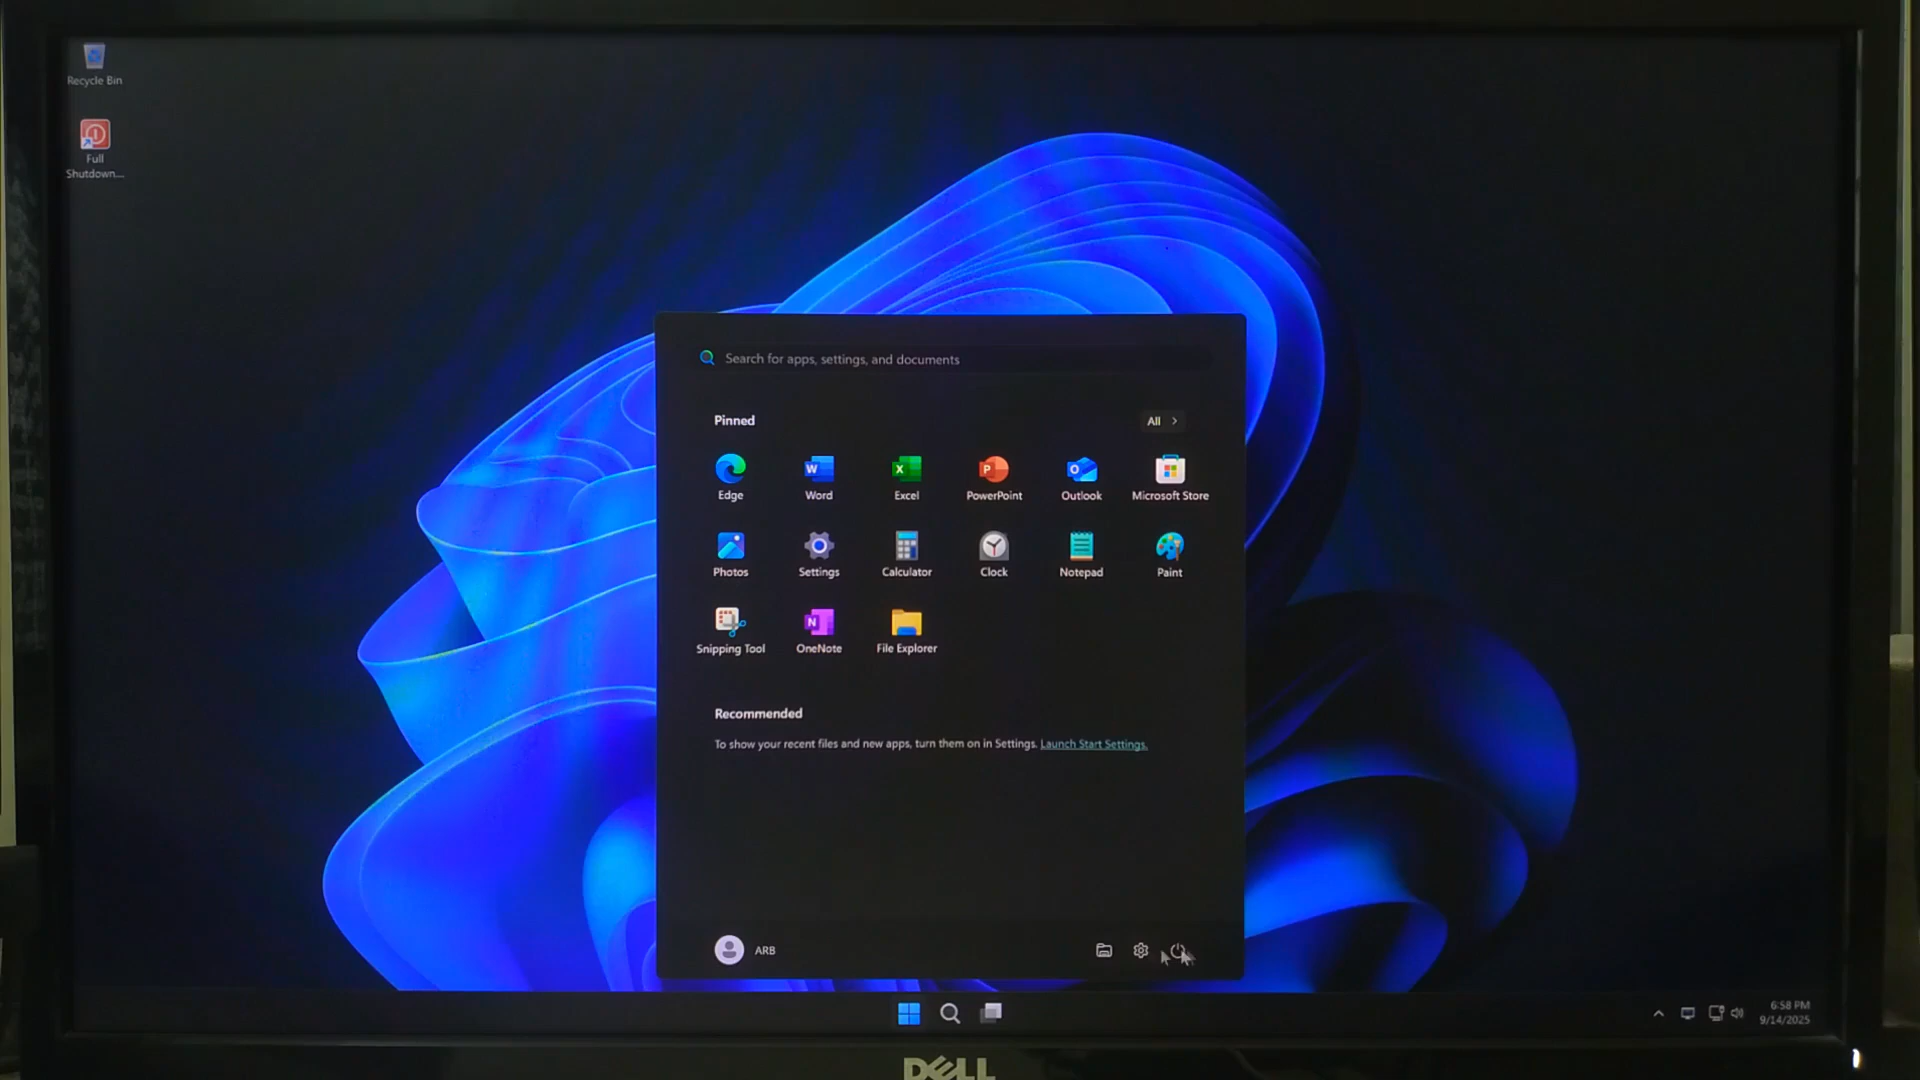 Recycle Bin
Full
Shutdown...
Search for apps, settings, and documents
Pinned
All
Edge
Word
Excel
PowerPoint
Outlook
Microsoft Store
Photos
Settings
Calculator
Clock
Notepad
Paint
Snipping Tool
OneNote
File Explorer
Recommended
To show your recent files and new apps, turn them on in Settings. Launch Start Settings.
ARB
6:58 PM
9/14/2025
DELL